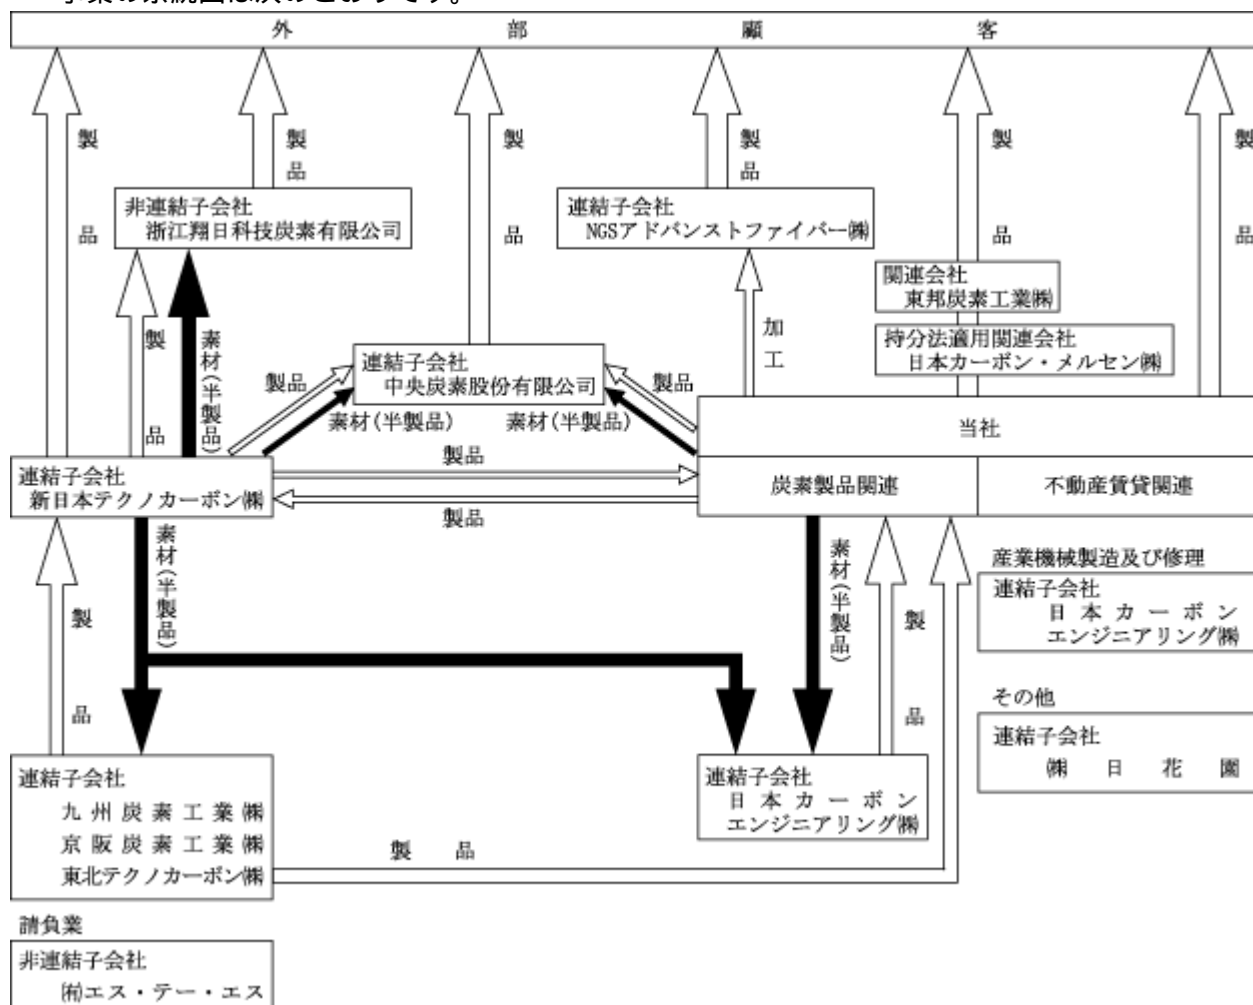 事業の系統図は次のとおりです。
外部顧客
製品
製品
製品
製品
製品
製品
非連結子会社
浙江翔日科技炭素有限公司
連結子会社
NGSアドバンストファイバー㈱
関連会社
東邦炭素工業㈱
持分法適用関連会社
日本カーボン・メルセン㈱
製品
素材(半製品)
加工
連結子会社
中央炭素股份有限公司
製品
製品
素材(半製品)
素材(半製品)
当社
炭素製品関連
不動産賃貸関連
連結子会社
新日本テクノカーボン㈱
製品
製品
素材(半製品)
素材(半製品)
製品
製品
産業機械製造及び修理
連結子会社
日本カーボン
エンジニアリング㈱
その他
連結子会社
㈱日花園
連結子会社
九州炭素工業㈱
京阪炭素工業㈱
東北テクノカーボン㈱
連結子会社
日本カーボン
エンジニアリング㈱
製品
請負業
非連結子会社
㈲エス・テー・エス